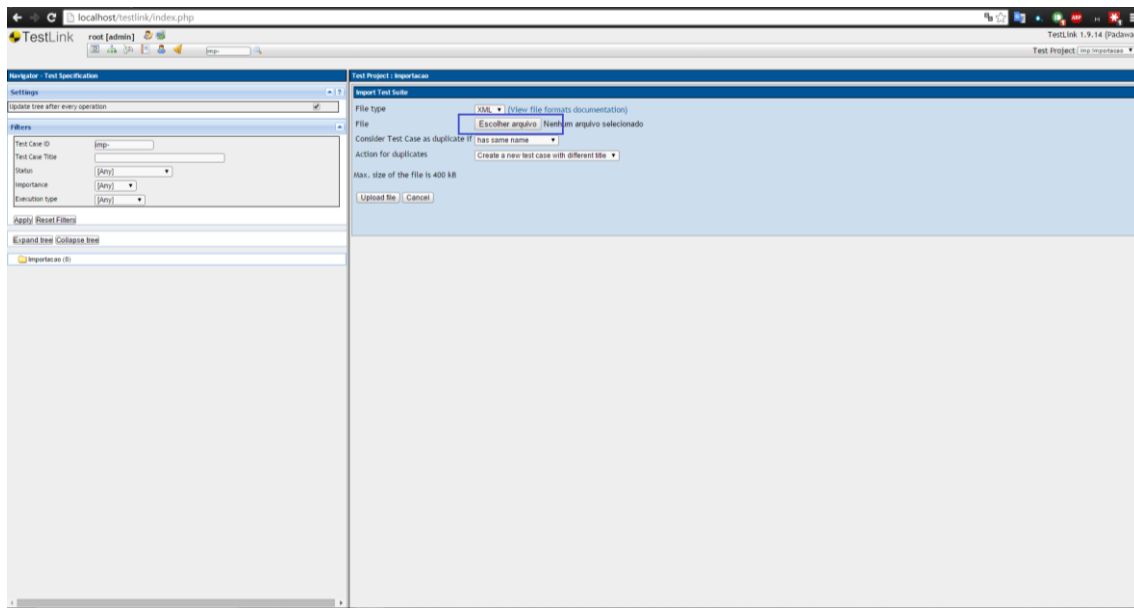 localhost/testlink/index.php
TestLink root [admin]
TestLink 1.9.14 (Padawa
imp-
Test Project imp:Importacao
Navigator - Test Specification
Settings
Update tree after every operation
Filters
Test Case ID imp-
Test Case Title
Status [Any]
Importance [Any]
Execution type [Any]
Apply Reset Filters
Expand tree Collapse tree
Importacao (0)
Test Project : Importacao
Import Test Suite
File type XML (View file formats documentation)
File Escolher arquivo Nenhum arquivo selecionado
Consider Test Case as duplicate if has same name
Action for duplicates Create a new test case with different title
Max. size of the file is 400 kB
Upload file Cancel